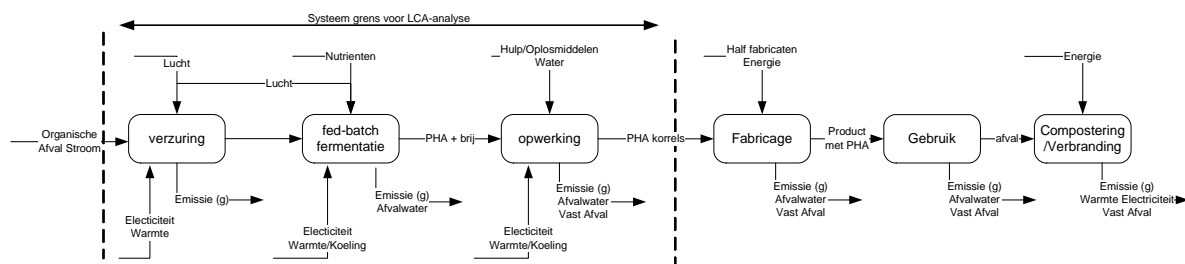 Systeem grens voor LCA-analyse
Lucht
Nutrienten
Hulp/Oplosmiddelen
Water
Half fabricaten
Energie
Energie
Lucht
Organische
Afval Stroom
verzuring
fed-batch
fermentatie
PHA + brij
opwerking
PHA korrels
Fabricage
Product
met PHA
Gebruik
afval
Compostering
/Verbranding
Emissie (g)
Emissie (g)
Afvalwater
Emissie (g)
Afvalwater
Vast Afval
Emissie (g)
Afvalwater
Vast Afval
Emissie (g)
Afvalwater
Vast Afval
Emissie (g)
Warmte Electriciteit
Vast Afval
Electiciteit
Warmte
Electiciteit
Warmte/Koeling
Electiciteit
Warmte/Koeling